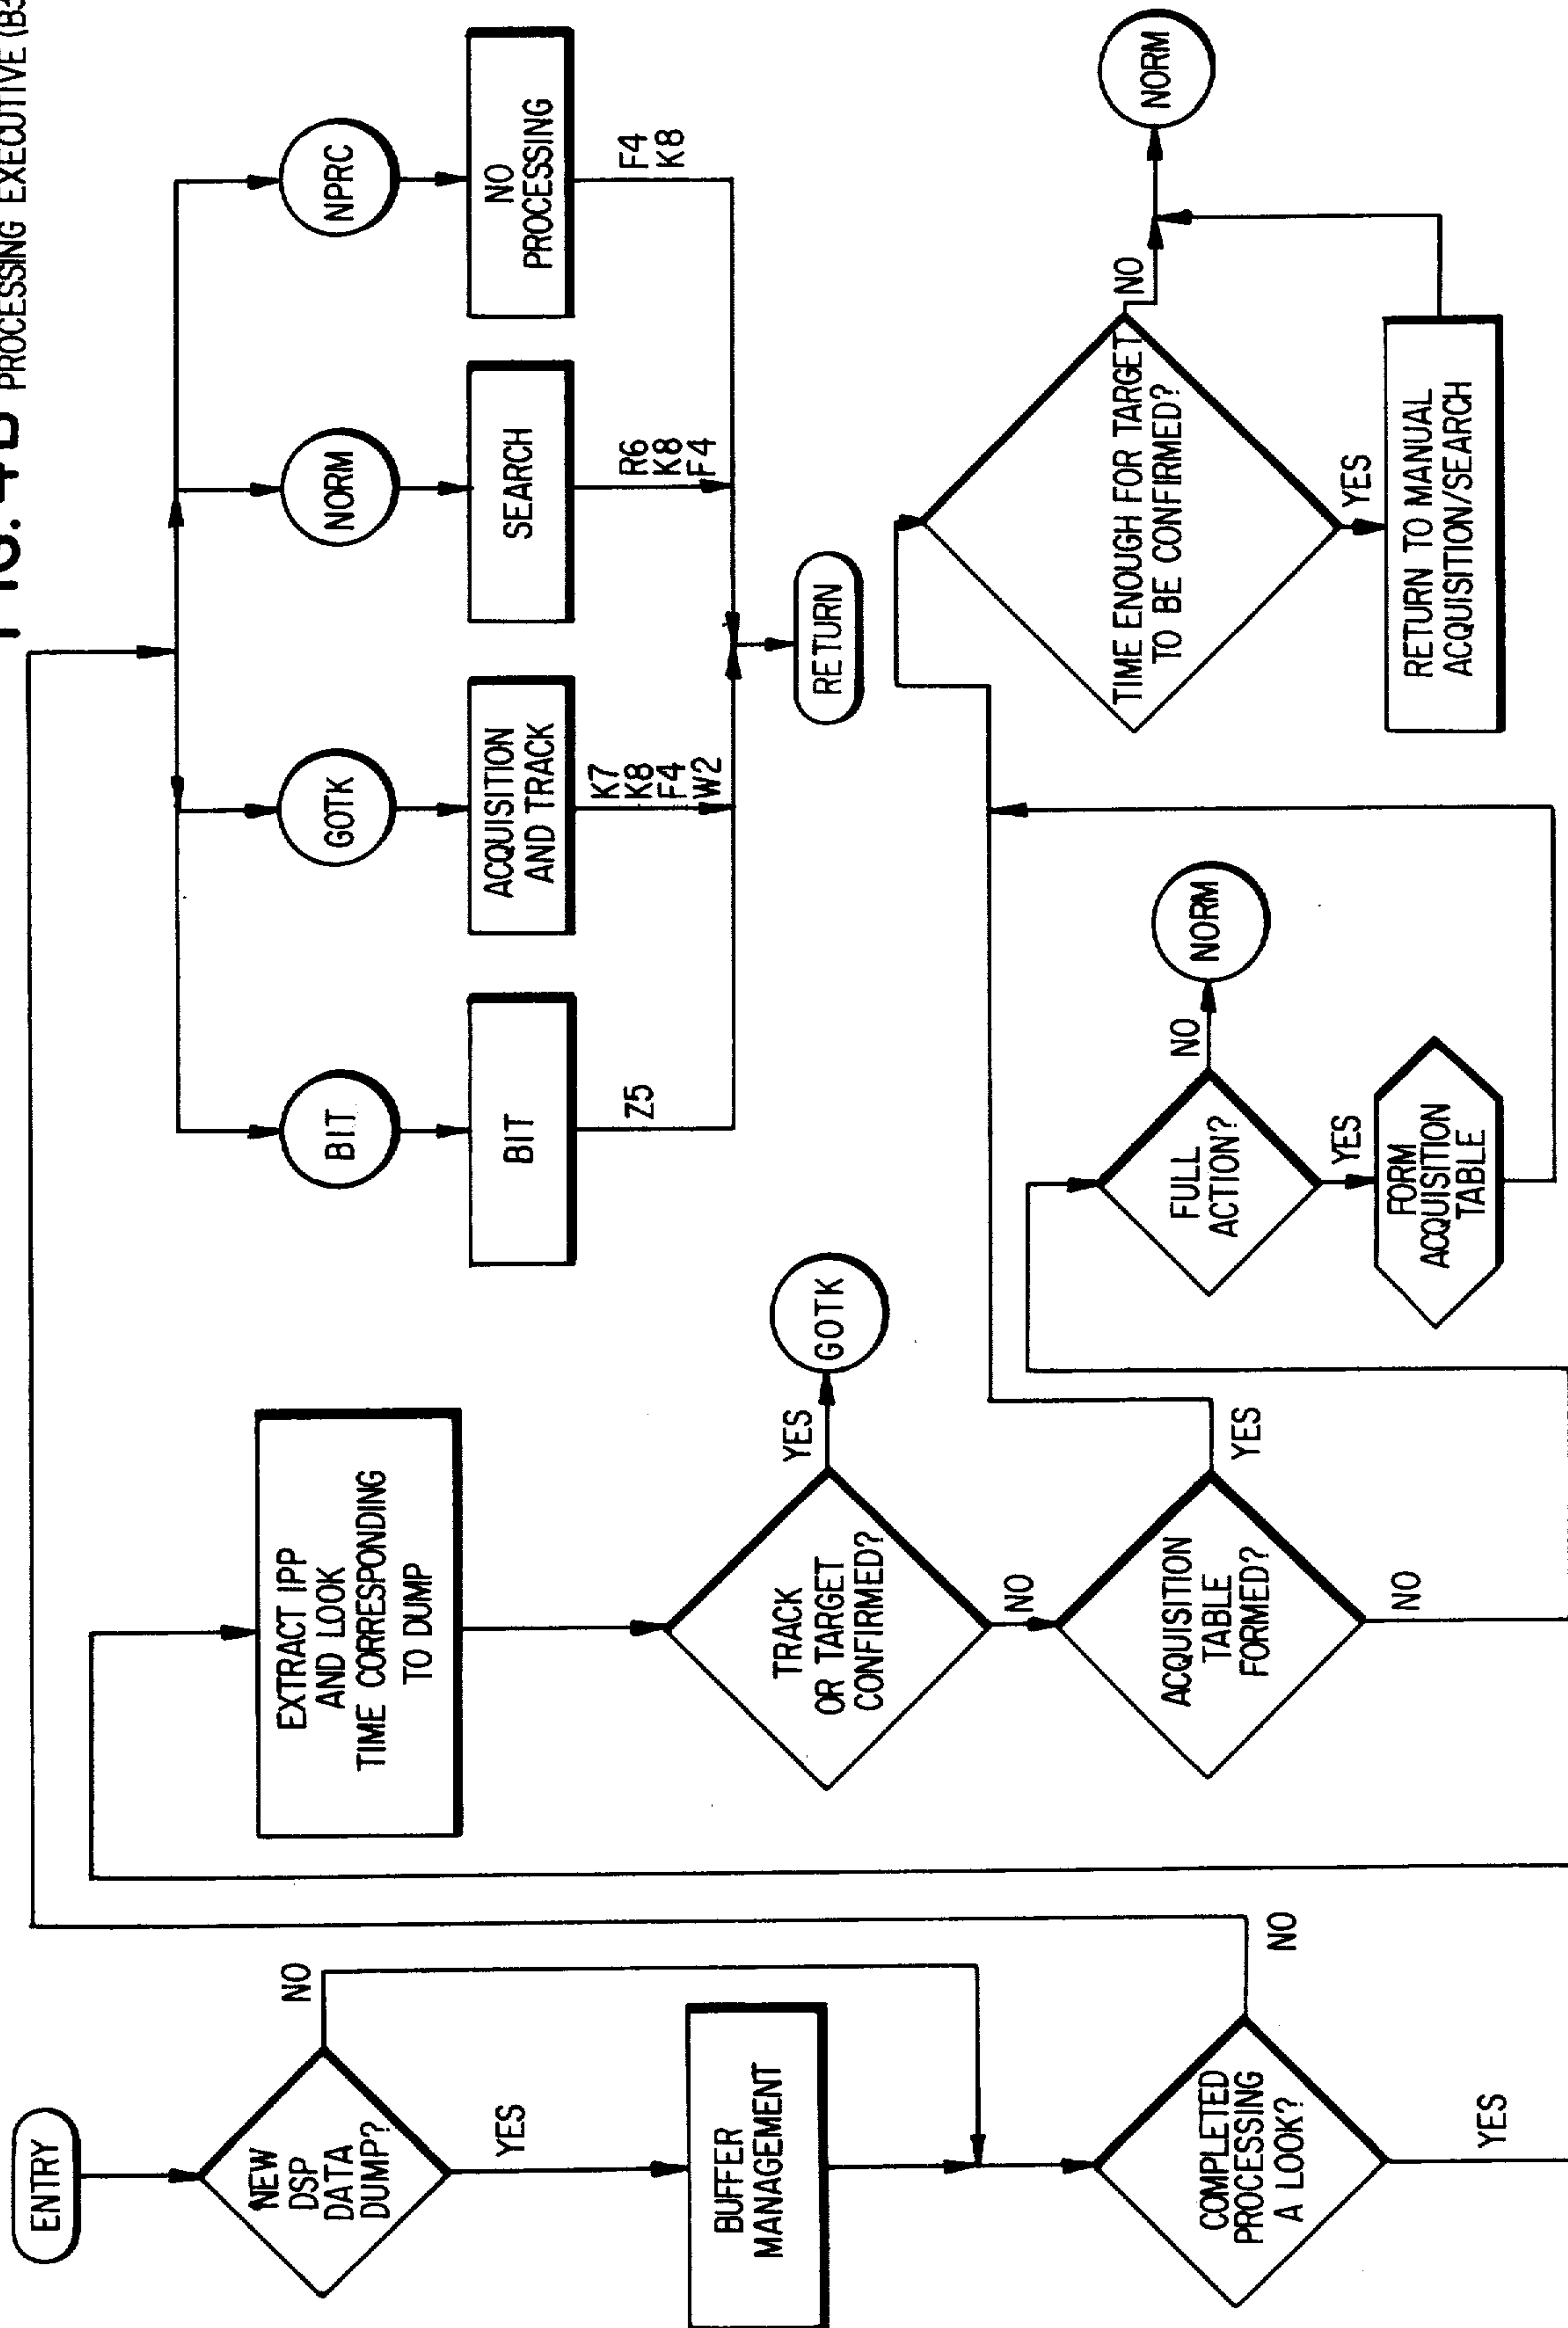 FIG. 4B PROCESSING EXECUTIVE (B3
ENTRY
NEW
DSP
DATA
DUMP?
NO
YES
BUFFER
MANAGEMENT
COMPLETED
PROCESSING
A LOOK?
NO
YES
EXTRACT IPP
AND LOOK
TIME CORRESPONDING
TO DUMP
TRACK
OR TARGET
CONFIRMED?
YES
GOTK
NO
ACQUISITION
TABLE
FORMED?
YES
NO
FULL
ACTION?
NO
NORM
YES
FORM
ACQUISITION
TABLE
BIT
BIT
Z5
GOTK
ACQUISITION
AND TRACK
K7
K8
F4
W2
NORM
SEARCH
R6
K8
F4
NPRC
NO
PROCESSING
F4
K8
RETURN
TIME ENOUGH FOR TARGET
TO BE CONFIRMED?
NO
NORM
YES
RETURN TO MANUAL
ACQUISITION/SEARCH